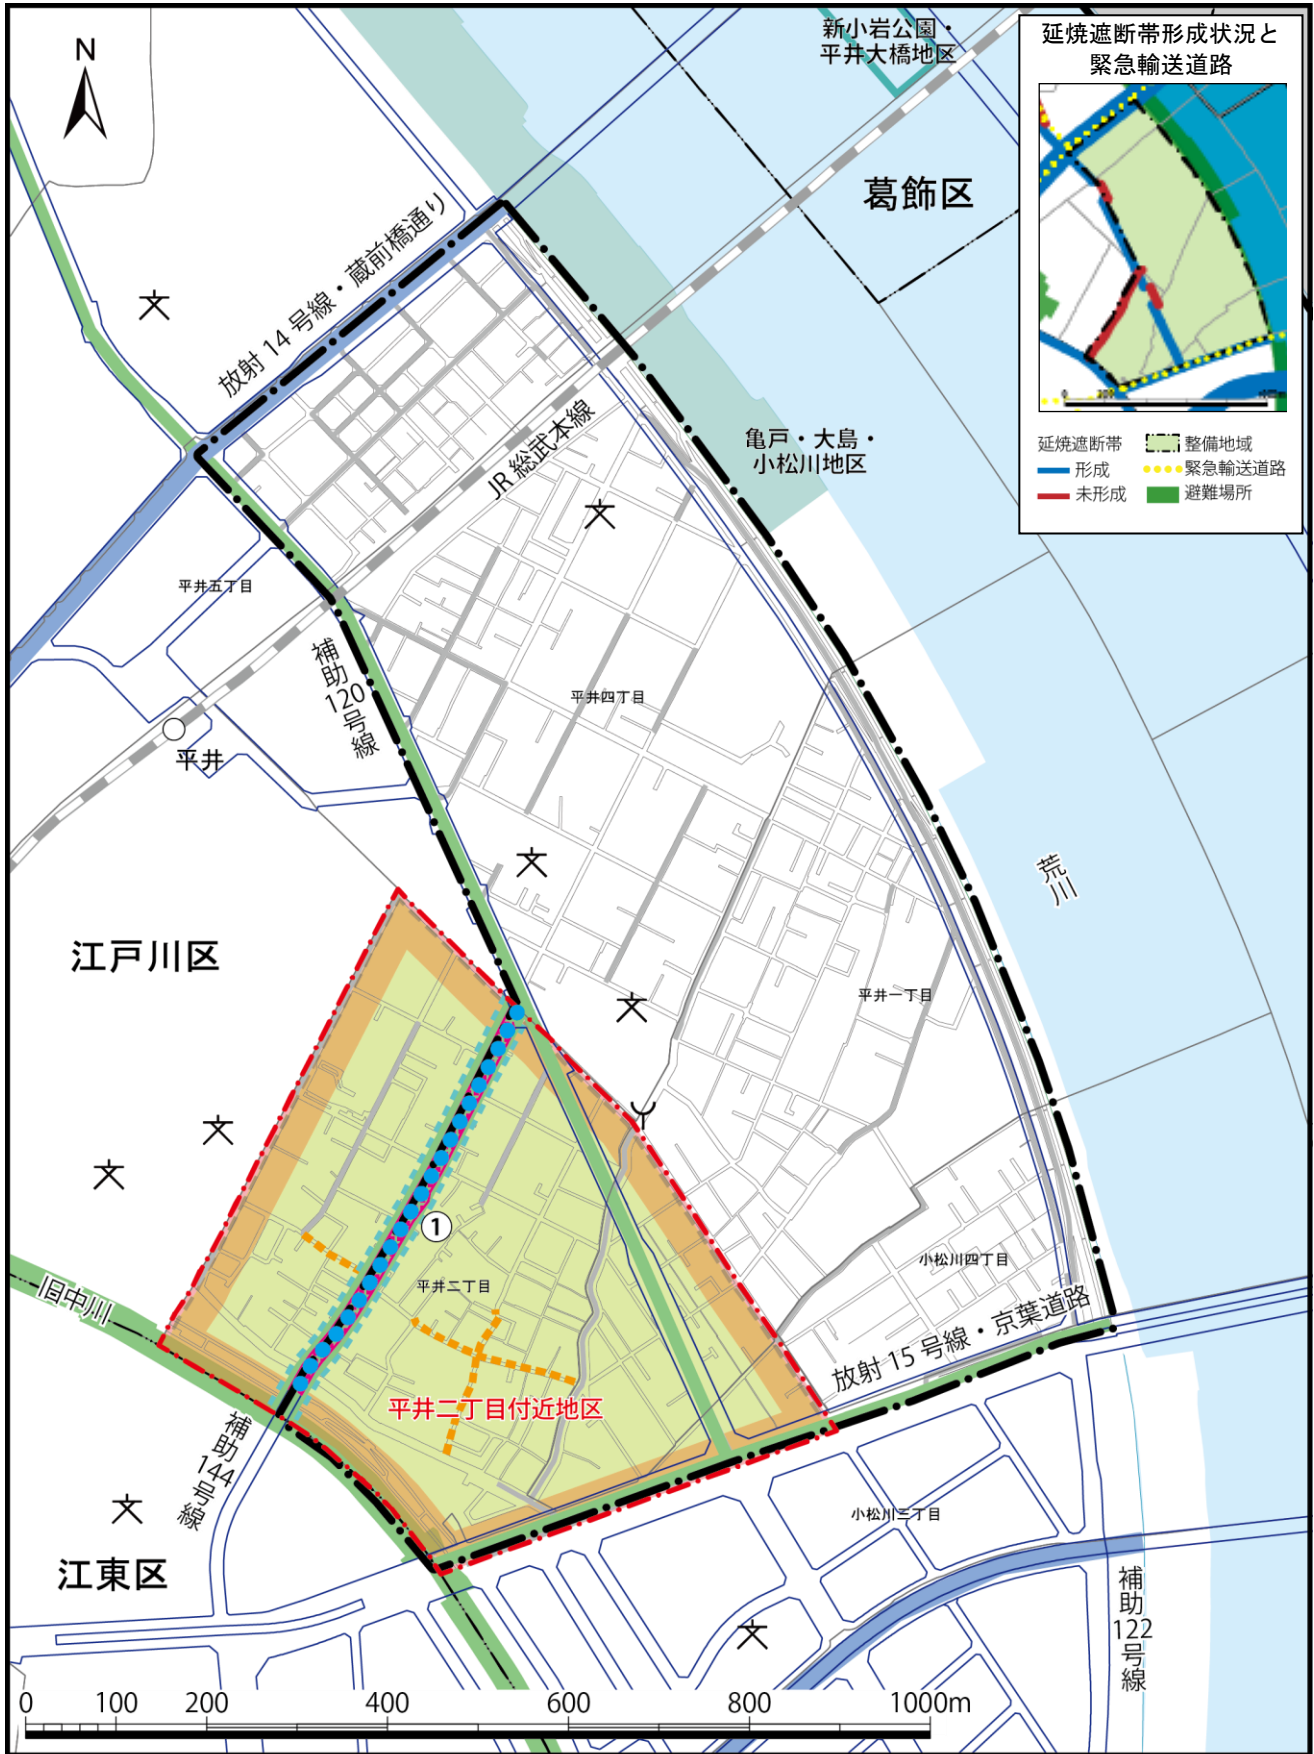 N
新小岩公園・
平井大橋地区
延焼遮断帯形成状況と
緊急輸送道路
延焼遮断帯
形成
未形成
整備地域
緊急輸送道路
避難場所
葛飾区
放射14号線・蔵前橋通り
JR総武本線
亀戸・大島・
小松川地区
平井五丁目
補助120号線
平井四丁目
平井
荒川
江戸川区
平井一丁目
①
小松川四丁目
平井二丁目
旧中川
放射15号線・京葉道路
平井二丁目付近地区
補助144号線
小松川三丁目
江東区
補助122号線
0 100 200 400 600 800 1000m